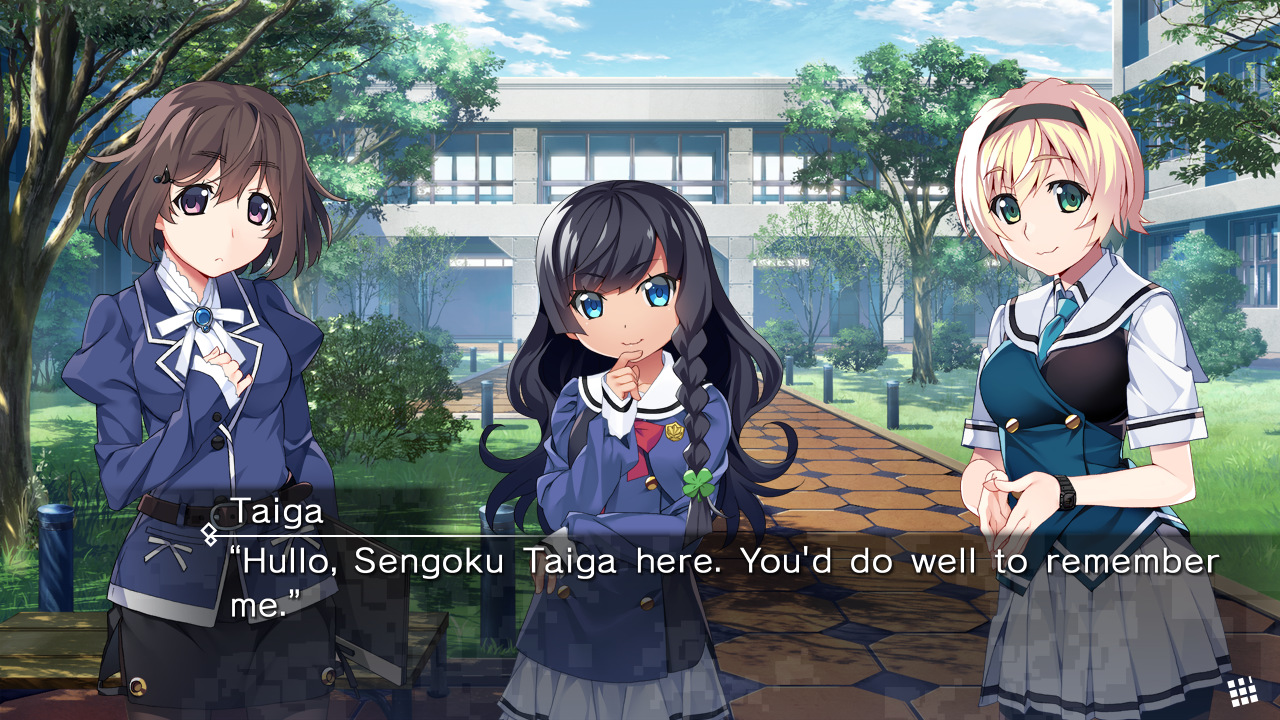 Taiga
“Hullo, Sengoku Taiga here. You'd do well to remember
me.”